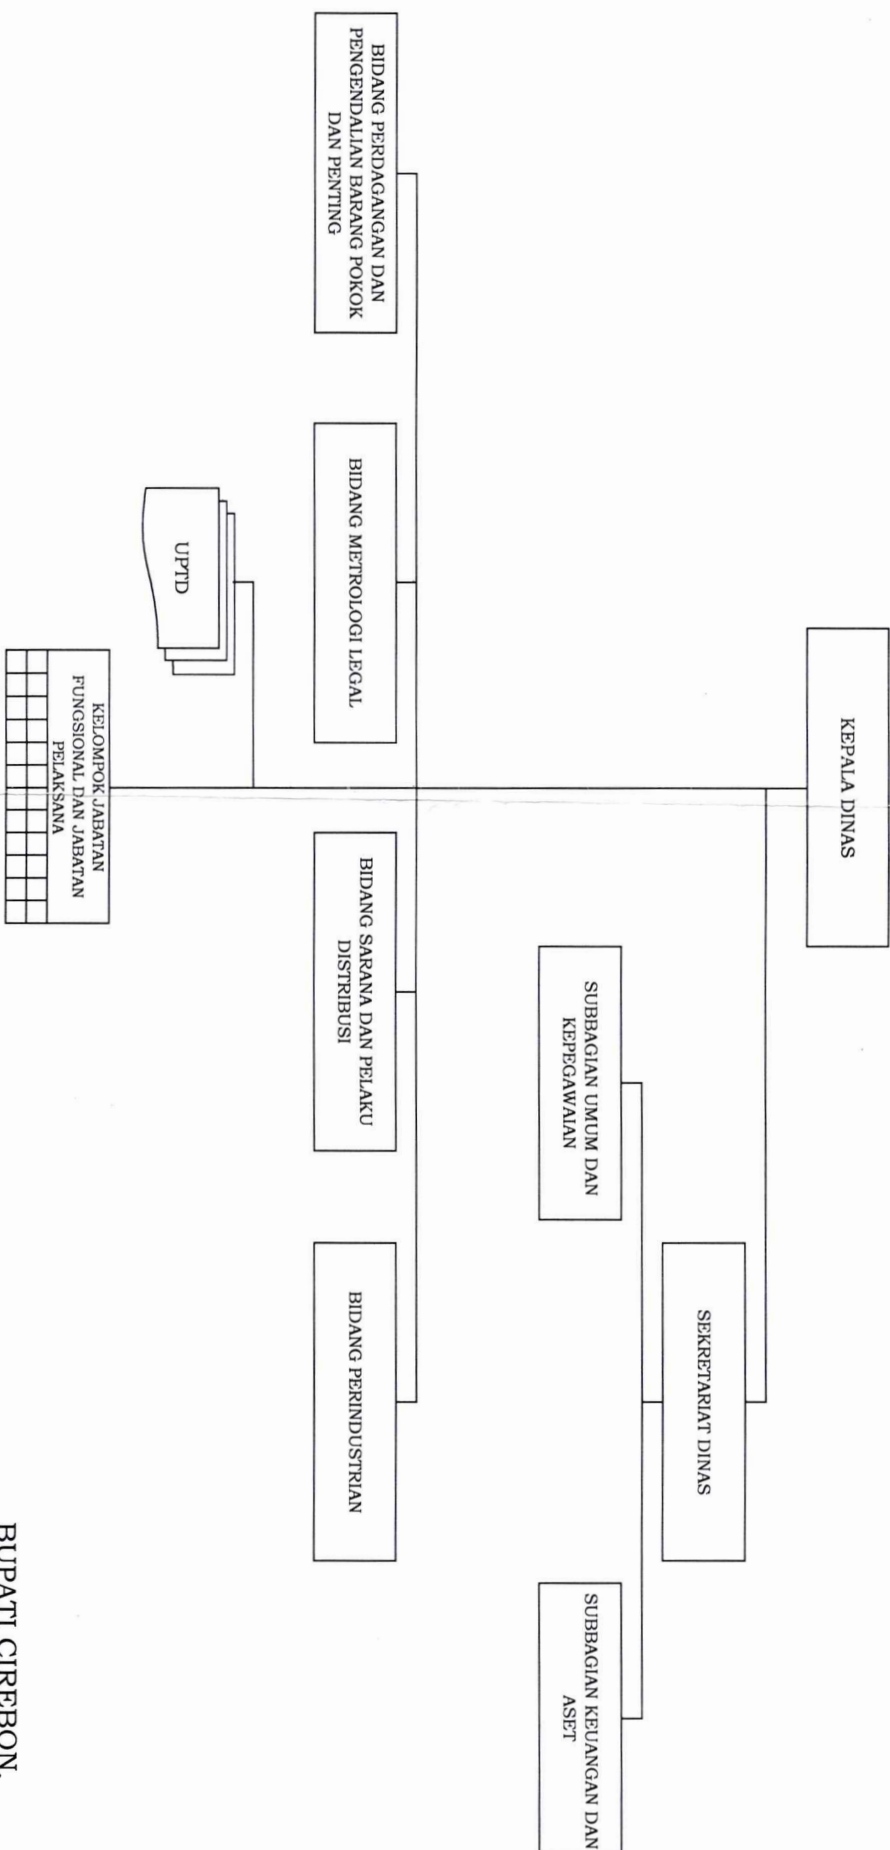 KEPALA DINAS
SEKRETARIAT DINAS
SUBBAGIAN UMUM DAN
KEPEGAWAIAN
SUBBAGIAN KEUANGAN DAN
ASET
BIDANG PERDAGANGAN DAN
PENGENDALIAN BARANG POKOK
DAN PENTING
BIDANG METROLOGI LEGAL
BIDANG SARANA DAN PELAKU
DISTRIBUSI
BIDANG PERINDUSTRIAN
UPTD
KELOMPOK JABATAN
FUNGSIONAL DAN JABATAN
PELAKSANA
BUPATI CIREBON,